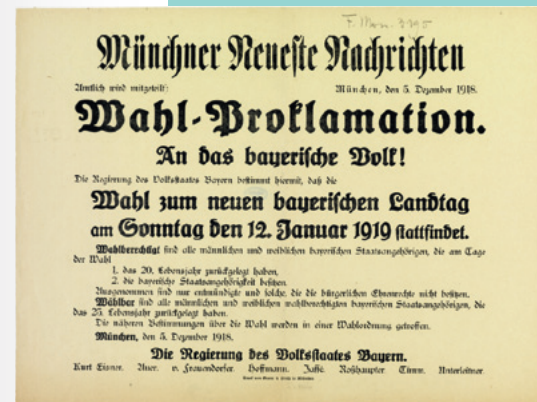 F. Mon. 3395
Münchner Neueste Nachrichten
Amtlich wird mitgeteilt: München, den 5. Dezember 1918.
Wahl-Proklamation.
An das bayerische Volk!
Die Regierung des Volksstaates Bayern bestimmt hiermit, daß die
Wahl zum neuen bayerischen Landtag
am Sonntag den 12. Januar 1919 stattfindet.
Wahlberechtigt sind alle männlichen und weiblichen bayerischen Staatsangehörigen, die am Tage
der Wahl
1. das 20. Lebensjahr zurückgelegt haben,
2. die bayerische Staatsangehörigkeit besitzen.
Ausgenommen sind nur entmündigte und solche, die die bürgerlichen Ehrenrechte nicht besitzen.
Wählbar sind alle männlichen und weiblichen wahlberechtigten bayerischen Staatsangehörigen, die
das 25. Lebensjahr zurückgelegt haben.
Die näheren Bestimmungen über die Wahl werden in einer Wahlordnung getroffen.
München, den 5. Dezember 1918.
Die Regierung des Volksstaates Bayern.
Kurt Eisner. Auer. v. Frauendorfer. Hoffmann. Jaffé. Roßhaupter. Timm. Unterleitner.